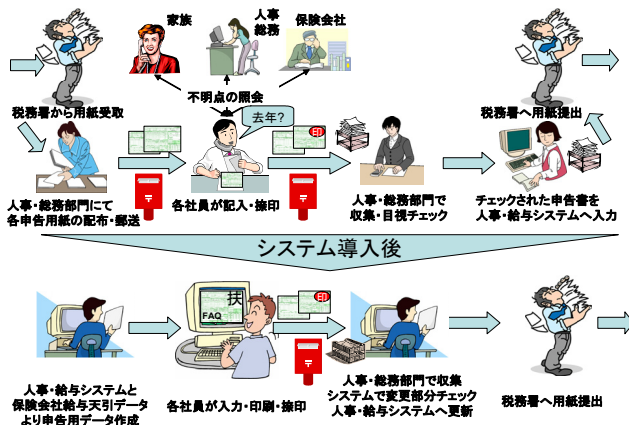 家族
人事
総務
保険会社
不明点の照会
去年?
税務署から用紙受取
税務署へ用紙提出
印
人事・総務部門にて
各申告用紙の配布・郵送
各社員が記入・捺印
人事・総務部門で
収集・目視チェック
チェックされた申告書を
人事・給与システムへ入力
システム導入後
扶
FAQ
印
人事・給与システムと
保険会社給与天引データ
より申告用データ作成
各社員が入力・印刷・捺印
人事・総務部門で収集
システムで変更部分チェック
人事・給与システムへ更新
税務署へ用紙提出